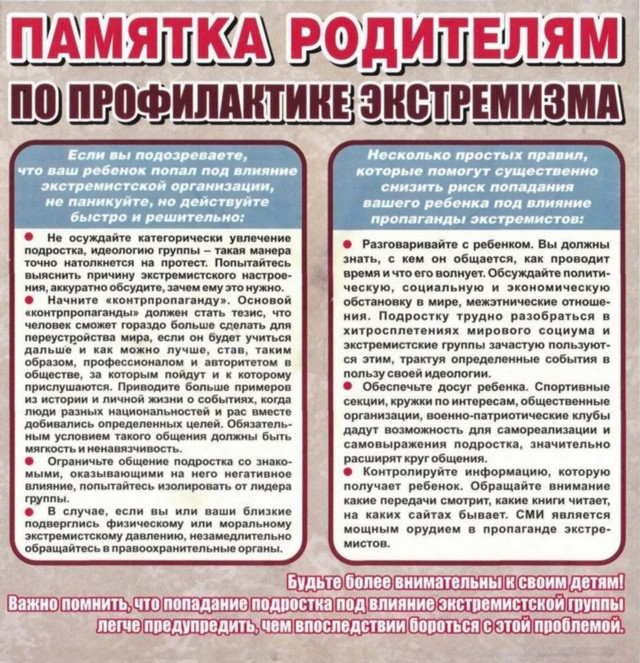 ПАМЯТКА РОДИТЕЛЯМ
ПО ПРОФИЛАКТИКЕ ЭКСТРЕМИЗМА
Если вы подозреваете,
что ваш ребенок попал под влияние
экстремистской организации,
не паникуйте, но действуйте
быстро и решительно:
● Не осуждайте категорически увлечение
подростка, идеологию группы – такая манера
точно натолкнется на протест. Попытайтесь
выяснить причину экстремистского настрое-
ния, аккуратно обсудите, зачем ему это нужно.
● Начните «контрпропаганду». Основой
«контрпропаганды» должен стать тезис, что
человек сможет гораздо больше сделать для
переустройства мира, если он будет учиться
дальше и как можно лучше, став, таким
образом, профессионалом и авторитетом в
обществе, за которым пойдут и к которому
прислушаются. Приводите больше примеров
из истории и личной жизни о событиях, когда
люди разных национальностей и рас вместе
добивались определенных целей. Обязатель-
ным условием такого общения должны быть
мягкость и ненавязчивость.
● Ограничьте общение подростка со знако-
мыми, оказывающими на него негативное
влияние, попытайтесь изолировать от лидера
группы.
● В случае, если вы или ваши близкие
подверглись физическому или моральному
экстремистскому давлению, незамедлительно
обращайтесь в правоохранительные органы.
Несколько простых правил,
которые помогут существенно
снизить риск попадания
вашего ребенка под влияние
пропаганды экстремистов:
● Разговаривайте с ребенком. Вы должны
знать, с кем он общается, как проводит
время и что его волнует. Обсуждайте полити-
ческую, социальную и экономическую
обстановку в мире, межэтнические отноше-
ния. Подростку трудно разобраться в
хитросплетениях мирового социума и
экстремистские группы зачастую пользуют-
ся этим, трактуя определенные события в
пользу своей идеологии.
● Обеспечьте досуг ребенка. Спортивные
секции, кружки по интересам, общественные
организации, военно-патриотические клубы
дадут возможность для самореализации и
самовыражения подростка, значительно
расширят круг общения.
● Контролируйте информацию, которую
получает ребенок. Обращайте внимание
какие передачи смотрит, какие книги читает,
на каких сайтах бывает. СМИ является
мощным орудием в пропаганде экстре-
мистов.
Будьте более внимательны к своим детям!
Важно помнить, что попадание подростка под влияние экстремистской группы
легче предупредить, чем впоследствии бороться с этой проблемой.